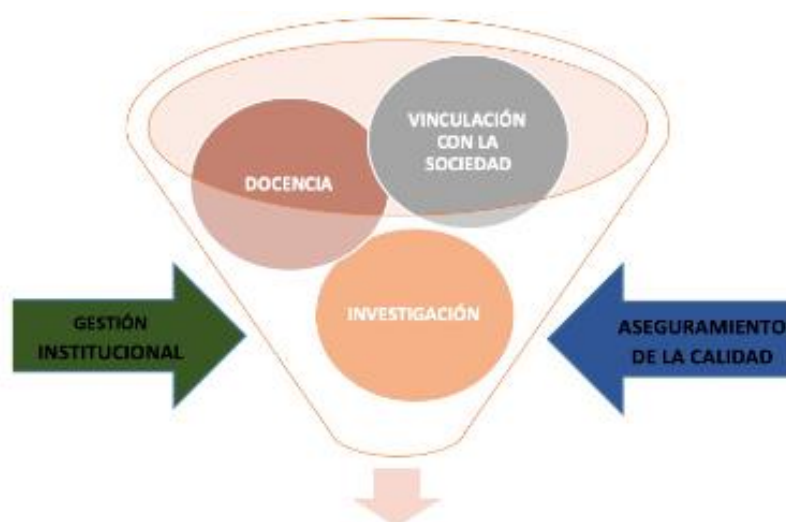 VINCULACIÓN
CON LA
SOCIEDAD
DOCENCIA
INVESTIGACIÓN
GESTIÓN
INSTITUCIONAL
ASEGURAMIENTO
DE LA CALIDAD